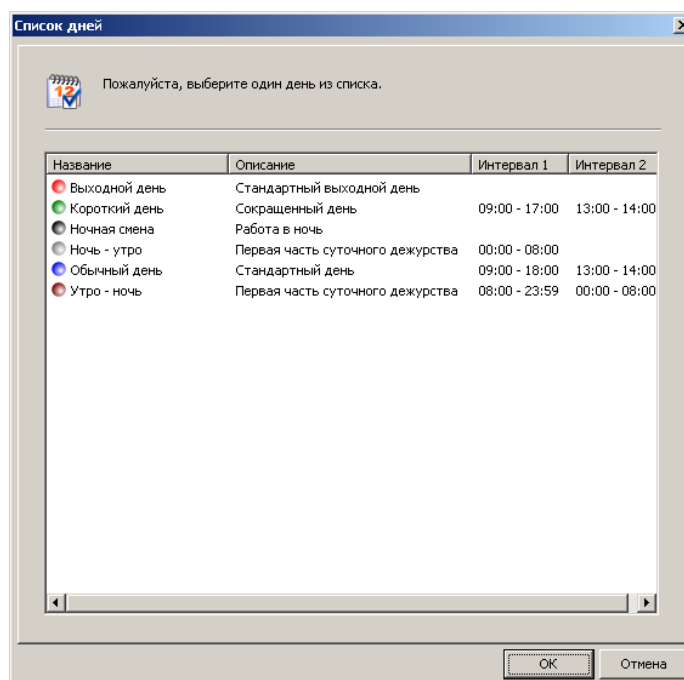 Список дней
12
Пожалуйста, выберите один день из списка.
Название Описание Интервал 1 Интервал 2
Выходной день Стандартный выходной день
Короткий день Сокращенный день 09:00 - 17:00 13:00 - 14:00
Ночная смена Работа в ночь
Ночь - утро Первая часть суточного дежурства 00:00 - 08:00
Обычный день Стандартный день 09:00 - 18:00 13:00 - 14:00
Утро - ночь Первая часть суточного дежурства 08:00 - 23:59 00:00 - 08:00
ОК Отмена